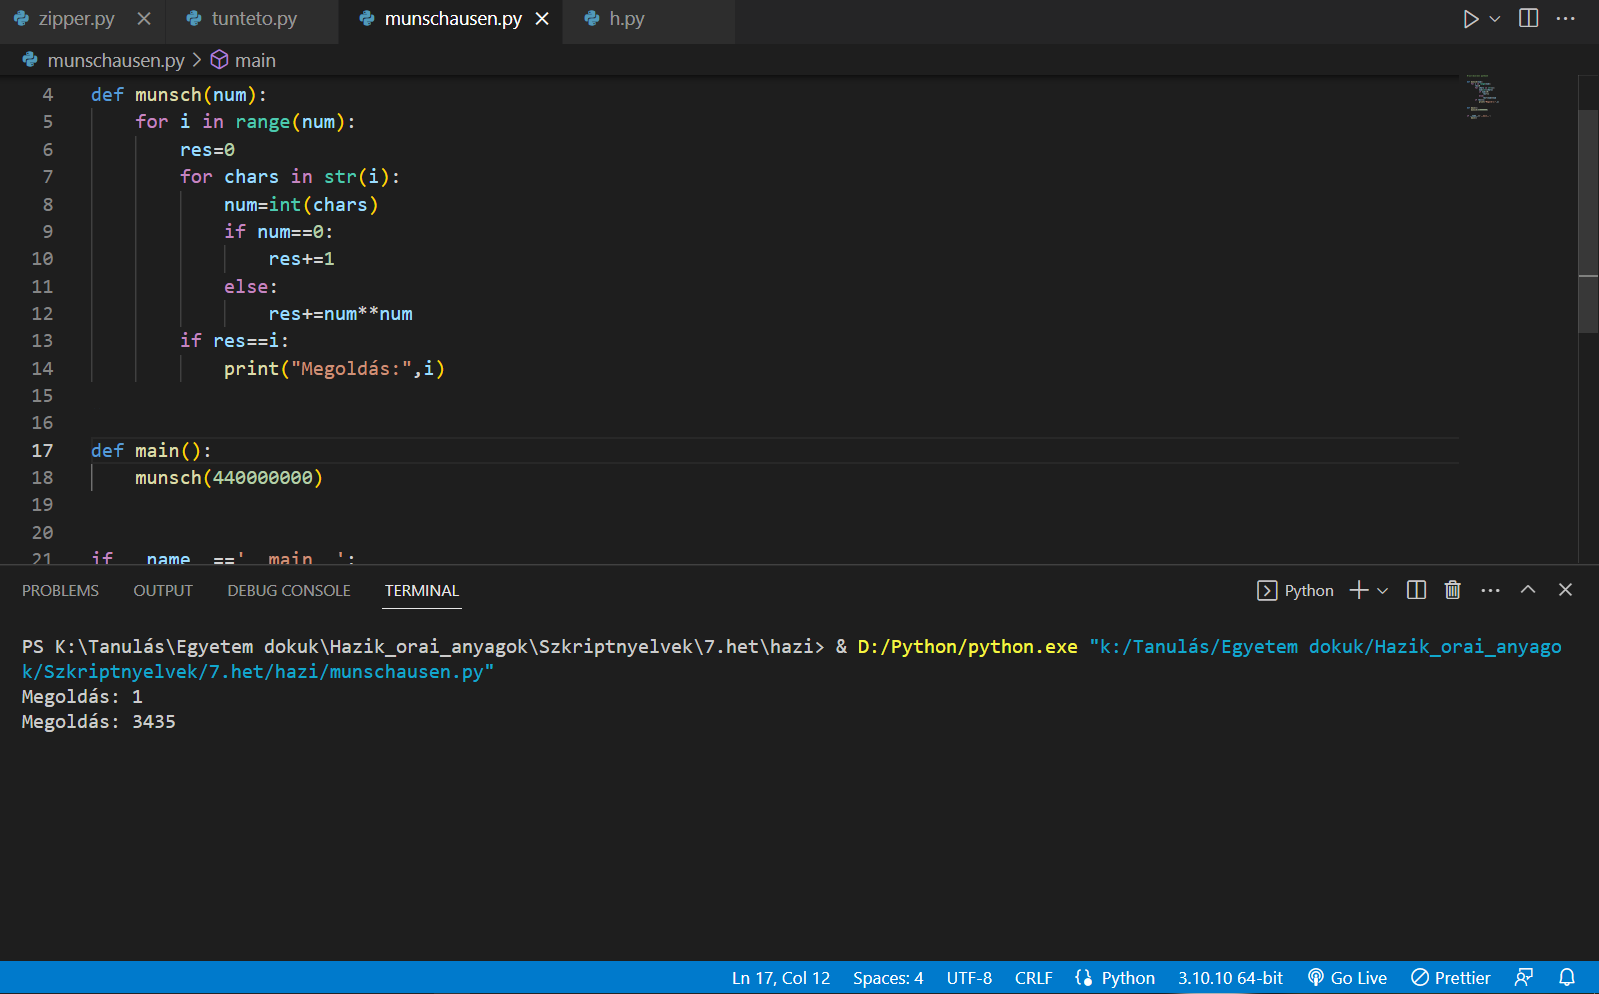 zipper.py tunteto.py munschausen.py h.py
munschausen.py > main
4 def munsch(num):
5 for i in range(num):
6 res=0
7 for chars in str(i):
8 num=int(chars)
9 if num==0:
10 res+=1
11 else:
12 res+=num**num
13 if res==i:
14 print("Megoldás:",i)
15
16
17 def main():
18 munsch(440000000)
19
20
21 if __name__=='__main__':
PROBLEMS OUTPUT DEBUG CONSOLE TERMINAL Python
PS K:\Tanulás\Egyetem dokuk\Hazik_orai_anyagok\Szkriptnyelvek\7.het\hazi> & D:/Python/python.exe "k:/Tanulás/Egyetem dokuk/Hazik_orai_anyago
k/Szkriptnyelvek/7.het/hazi/munschausen.py"
Megoldás: 1
Megoldás: 3435
Ln 17, Col 12 Spaces: 4 UTF-8 CRLF Python 3.10.10 64-bit Go Live Prettier